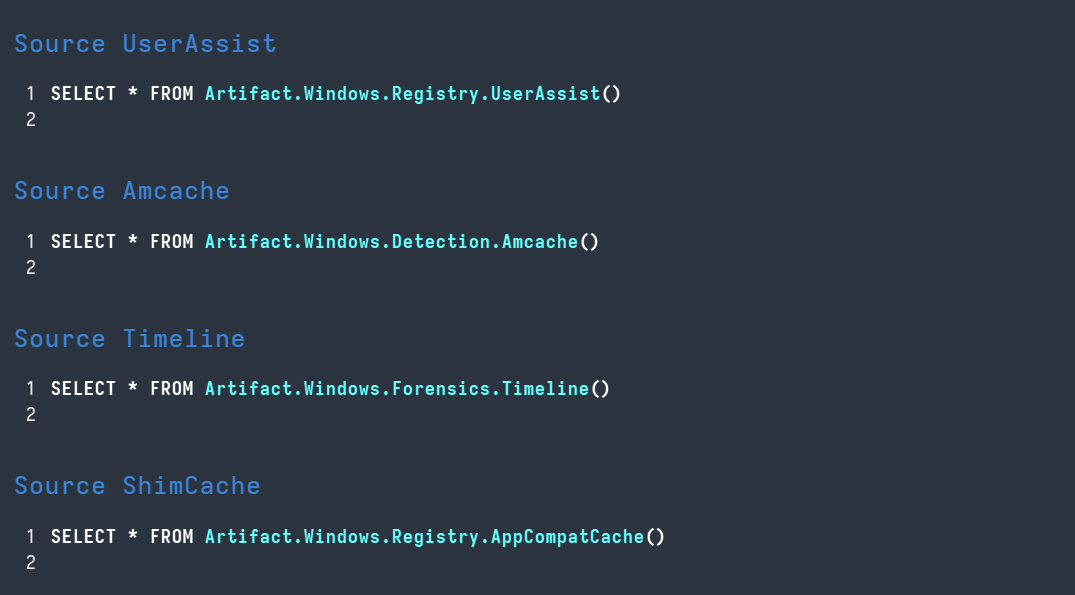 Source UserAssist
1 SELECT * FROM Artifact.Windows.Registry.UserAssist()
2
Source Amcache
1 SELECT * FROM Artifact.Windows.Detection.Amcache()
2
Source Timeline
1 SELECT * FROM Artifact.Windows.Forensics.Timeline()
2
Source ShimCache
1 SELECT * FROM Artifact.Windows.Registry.AppCompatCache()
2